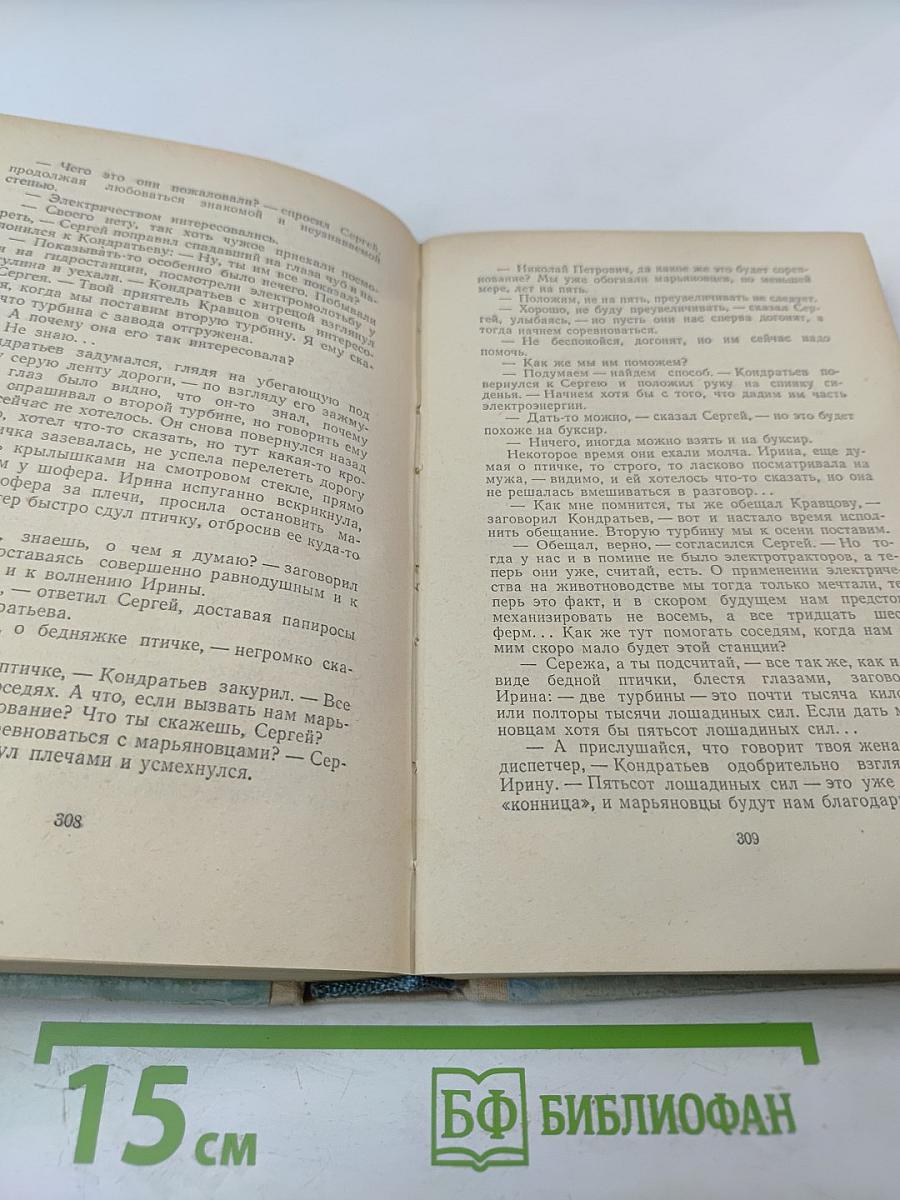 — Чего это они пожаловали? — спросил Сергей,
продолжая любоваться знакомой и неузнаваемой
степью.
— Электричеством интересовались.
— Своего нету, так хоть чужое приехали посмо-
реть, — Сергей поправил спадавший на глаза чуб и на-
лонился к Кондратьеву: — Ну, ты им все показал?
— Показывать-то особенно было нечего. Побывали
на гидростанции, посмотрели электромолотьбу у
гулина и уехали. — Кондратьев с хитрецой взглянул
Сергея. — Твой приятель Кравцов очень интересо-
я, когда мы поставим вторую турбину. Я ему ска-
что турбина с завода отгружена.
А почему она его так интересовала?
Не знаю...
дратьев задумался, глядя на убегающую под
у серую ленту дороги, — по взгляду его зажму-
глаз было видно, что он-то знал, почему
спрашивал о второй турбине, но говорить ему
сейчас не хотелось. Он снова повернулся назад
о, хотел что-то сказать, но тут какая-то кро-
ичка зазевалась, не успела перелететь дорогу
ь крылышками на смотровом стекле, прямо
м у шофера. Ирина испуганно вскрикнула,
офера за плечи, просила остановить ма-
тер быстро сдул птичку, отбросив ее куда-то
, знаешь, о чем я думаю? — заговорил
оставаясь совершенно равнодушным и к
и к волнению Ирины.
, — ответил Сергей, доставая папиросы
ратьева.
, о бедняжке птичке, — негромко ска-
птичке, — Кондратьев закурил. — Все
оседях. А что, если вызвать нам марь-
ование? Что ты скажешь, Сергей?
ревноваться с марьяновцами? — Сер-
ул плечами и усмехнулся.
308
— Николай Петрович, да какое же это будет сорев-
нование? Мы уже обогнали марьяновцев, по меньшей
мере, лет на пять.
— Положим, не на пять, преувеличивать не следует.
— Хорошо, не буду преувеличивать, — сказал Сер-
гей, улыбаясь, — но пусть они нас сперва догонят, а
тогда начнем соревноваться.
— Не беспокойся, догонят, но им сейчас надо
помочь.
— Как же мы им поможем?
— Подумаем — найдем способ. — Кондратьев по-
вернулся к Сергею и положил руку на спинку си-
денья. — Начнем хотя бы с того, что дадим им часть
электроэнергии.
— Дать-то можно, — сказал Сергей, — но это будет
похоже на буксир.
— Ничего, иногда можно взять и на буксир.
Некоторое время они ехали молча. Ирина, еще ду-
мая о птичке, то строго, то ласково посматривала на
мужа, — видимо, и ей хотелось что-то сказать, но она
не решалась вмешиваться в разговор...
— Как мне помнится, ты же обещал Кравцову, —
заговорил Кондратьев, — вот и настало время испол-
нить обещание. Вторую турбину мы к осени поставим.
— Обещал, верно, — согласился Сергей. — Но то-
гда у нас и в помине не было электротракторов, а те-
перь они уже, считай, есть. О применении электриче-
ства на животноводстве мы тогда только мечтали, те
перь это факт, и в скором будущем нам предстои
механизировать не восемь, а все тридцать шес
ферм... Как же тут помогать соседям, когда нам
мим скоро мало будет этой станции?
— Сережа, а ты подсчитай, — все так же, как и
виде бедной птички, блестя глазами, загово
Ирина: — две турбины — это почти тысяча кило
или полторы тысячи лошадиных сил. Если дать м
новцам хотя бы пятьсот лошадиных сил...
— А прислушайся, что говорит твоя жена
диспетчер, — Кондратьев одобрительно взгля
Ирину. — Пятьсот лошадиных сил — это уже
«конница», и марьяновцы будут нам благодар
309
15 см
БФ БИБЛИОФАН